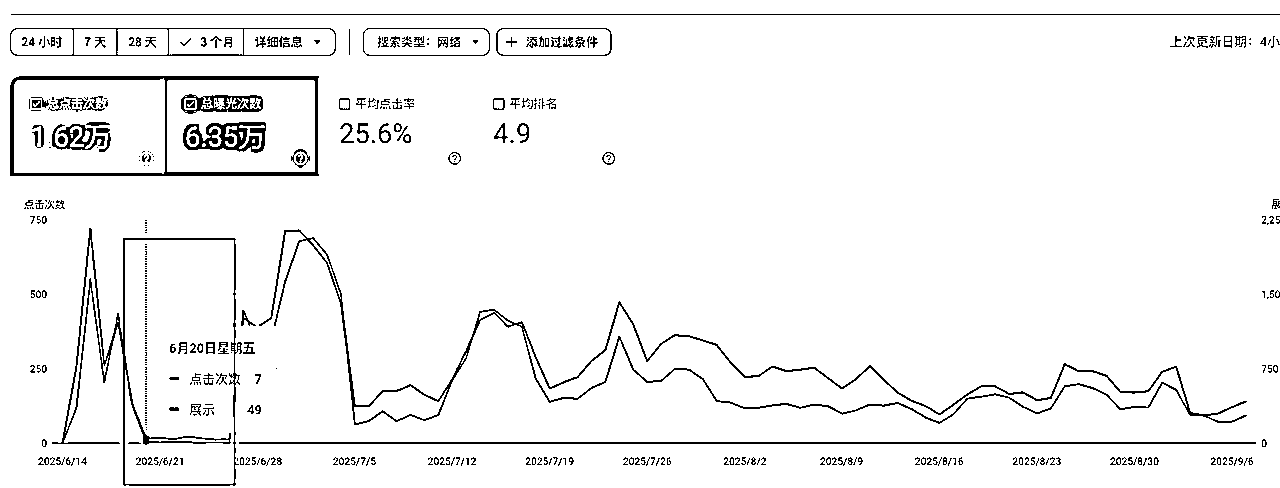 24 小时 7 天 28 天 3 个月 详细信息 搜索类型：网络 添加过滤条件 上次更新日期：4小
总点击次数 总曝光次数 平均点击率 平均排名
1.62万 6.35万 25.6% 4.9
点击次数 展
750 2,25
500 1,50
6月20日星期五
250 750
点击次数 7
展示 49
0 0
2025/6/14 2025/6/21 2025/6/28 2025/7/5 2025/7/12 2025/7/19 2025/7/26 2025/8/2 2025/8/9 2025/8/16 2025/8/23 2025/8/30 2025/9/6